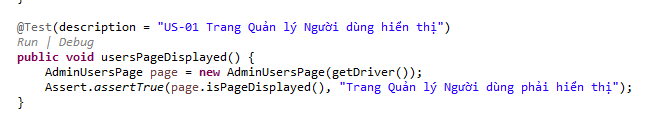 }
@Test(description = "US-01 Trang Quản lý Người dùng hiển thị")
Run | Debug
public void usersPageDisplayed() {
AdminUsersPage page = new AdminUsersPage(getDriver());
Assert.assertTrue(page.isPageDisplayed(), "Trang Quản lý Người dùng phải hiển thị");
}